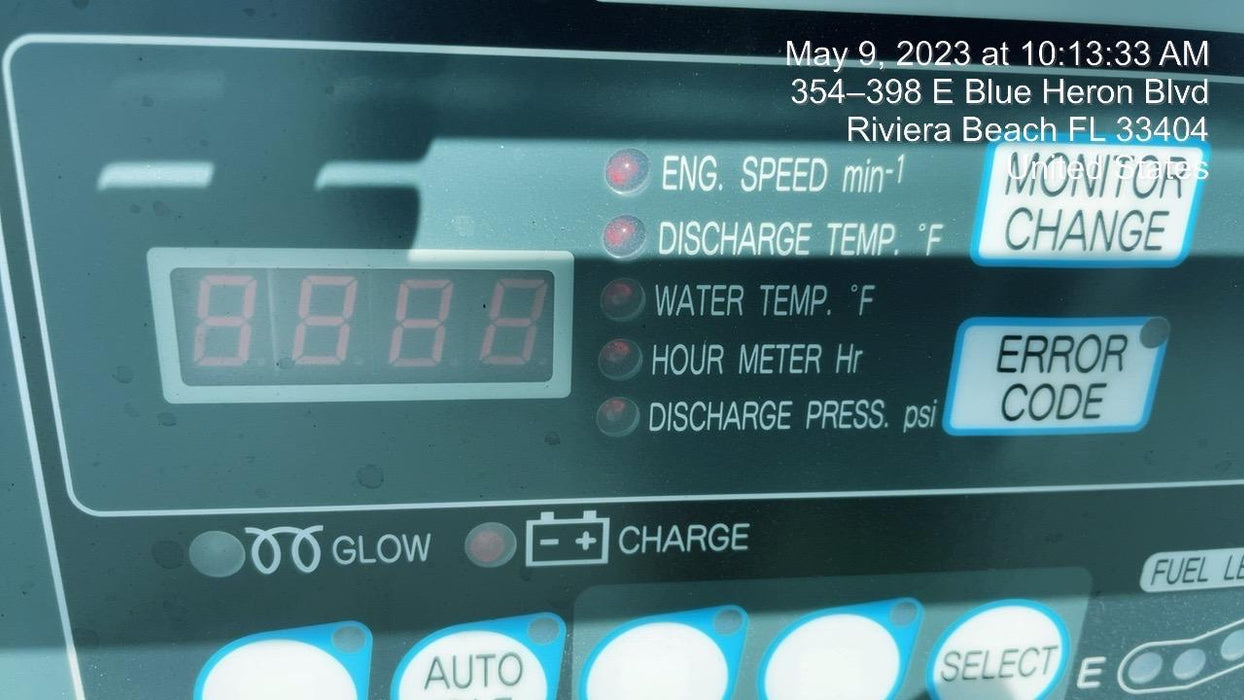 May 9, 2023 at 10:13:33 AM
354–398 E Blue Heron Blvd
Riviera Beach FL 33404
United States
ENG. SPEED min-1
DISCHARGE TEMP. °F
WATER TEMP. °F
HOUR METER Hr
DISCHARGE PRESS. psi
MONITOR
CHANGE
ERROR
CODE
8888
GLOW
- +
CHARGE
FUEL
AUTO
SELECT
E